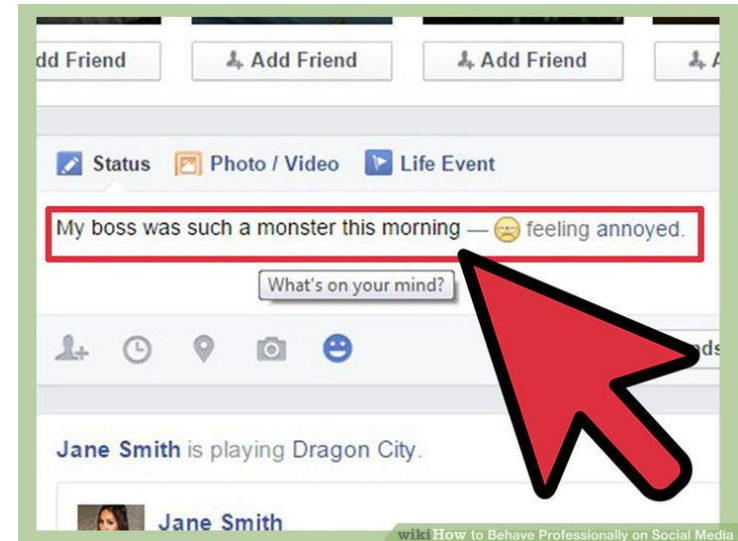 dd Friend Add Friend Add Friend A
Status Photo / Video Life Event
My boss was such a monster this morning — feeling annoyed.
What's on your mind?
nds
Jane Smith is playing Dragon City.
Jane Smith
wikiHow to Behave Professionally on Social Media